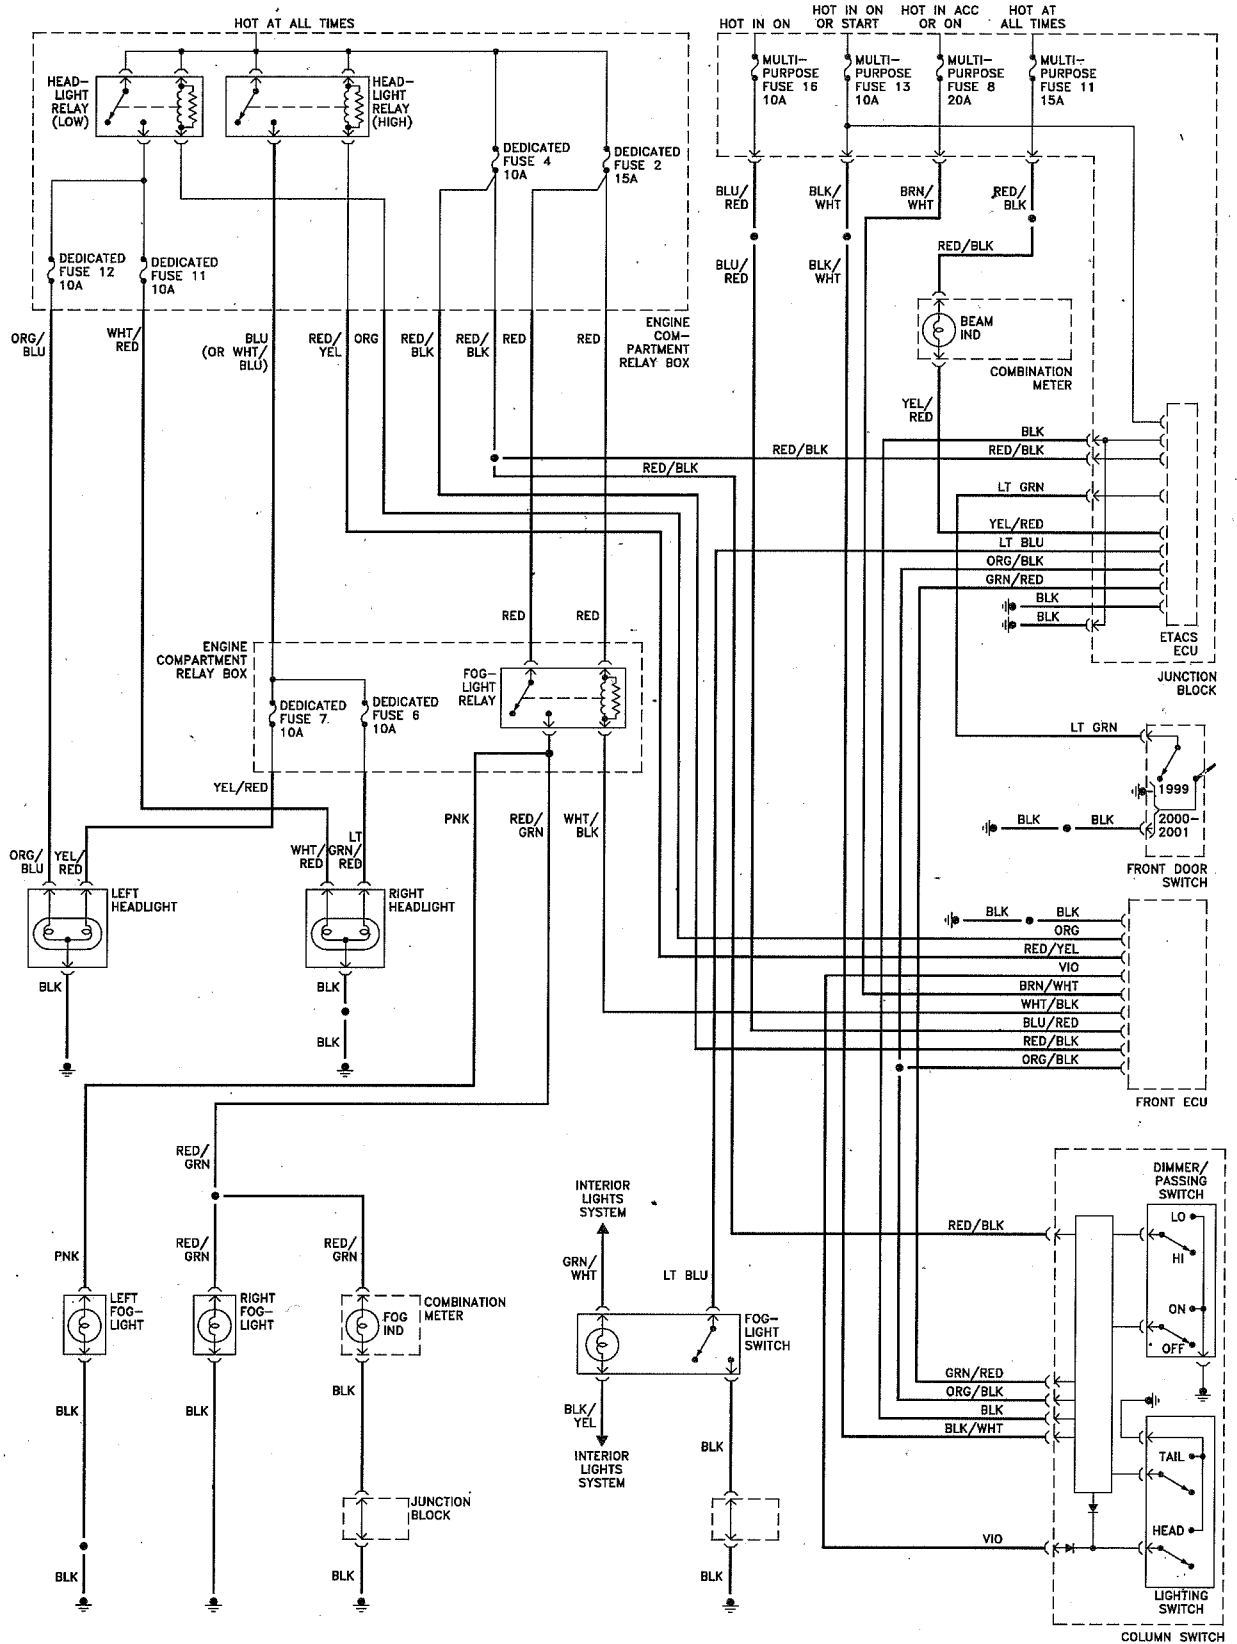 HOT AT ALL TIMES
HOT IN ON
HOT IN ON
OR START
HOT IN ACC
OR ON
HOT AT
ALL TIMES
HEAD-
LIGHT
RELAY
(LOW)
HEAD-
LIGHT
RELAY
(HIGH)
DEDICATED
FUSE 4
10A
DEDICATED
FUSE 2
15A
MULTI-
PURPOSE
FUSE 16
10A
MULTI-
PURPOSE
FUSE 13
10A
MULTI-
PURPOSE
FUSE 8
20A
MULTI-
PURPOSE
FUSE 11
15A
BLU/
RED
BLK/
WHT
BRN/
WHT
RED/
BLK
BLU/
RED
BLK/
WHT
RED/BLK
DEDICATED
FUSE 12
10A
DEDICATED
FUSE 11
10A
ORG/
BLU
WHT/
RED
BLU
(OR WHT/
BLU)
RED/
YEL
ORG
RED/
BLK
RED/
BLK
RED
RED
ENGINE
COM-
PARTMENT
RELAY BOX
BEAM
IND
COMBINATION
METER
YEL/
RED
BLK
RED/BLK
RED/BLK
RED/BLK
LT GRN
YEL/RED
LT BLU
ORG/BLK
GRN/RED
BLK
BLK
ETACS
ECU
JUNCTION
BLOCK
RED
RED
ENGINE
COMPARTMENT
RELAY BOX
FOG-
LIGHT
RELAY
DEDICATED
FUSE 7
10A
DEDICATED
FUSE 6
10A
LT GRN
1999
2000-
2001
BLK
BLK
FRONT DOOR
SWITCH
YEL/RED
PNK
RED/
GRN
WHT/
BLK
ORG/
BLU
YEL/
RED
WHT/
RED
LT
GRN/
RED
LEFT
HEADLIGHT
RIGHT
HEADLIGHT
BLK
BLK
BLK
BLK
BLK
ORG
RED/YEL
VIO
BRN/WHT
WHT/BLK
BLU/RED
RED/BLK
ORG/BLK
FRONT ECU
RED/
GRN
INTERIOR
LIGHTS
SYSTEM
DIMMER/
PASSING
SWITCH
LO
HI
ON
OFF
RED/BLK
PNK
RED/
GRN
RED/
GRN
GRN/
WHT
LT BLU
LEFT
FOG-
LIGHT
RIGHT
FOG-
LIGHT
FOG
IND
COMBINATION
METER
FOG-
LIGHT
SWITCH
GRN/RED
ORG/BLK
BLK
BLK/WHT
BLK
BLK
BLK
BLK/
YEL
INTERIOR
LIGHTS
SYSTEM
BLK
TAIL
HEAD
JUNCTION
BLOCK
VIO
BLK
BLK
BLK
LIGHTING
SWITCH
COLUMN SWITCH